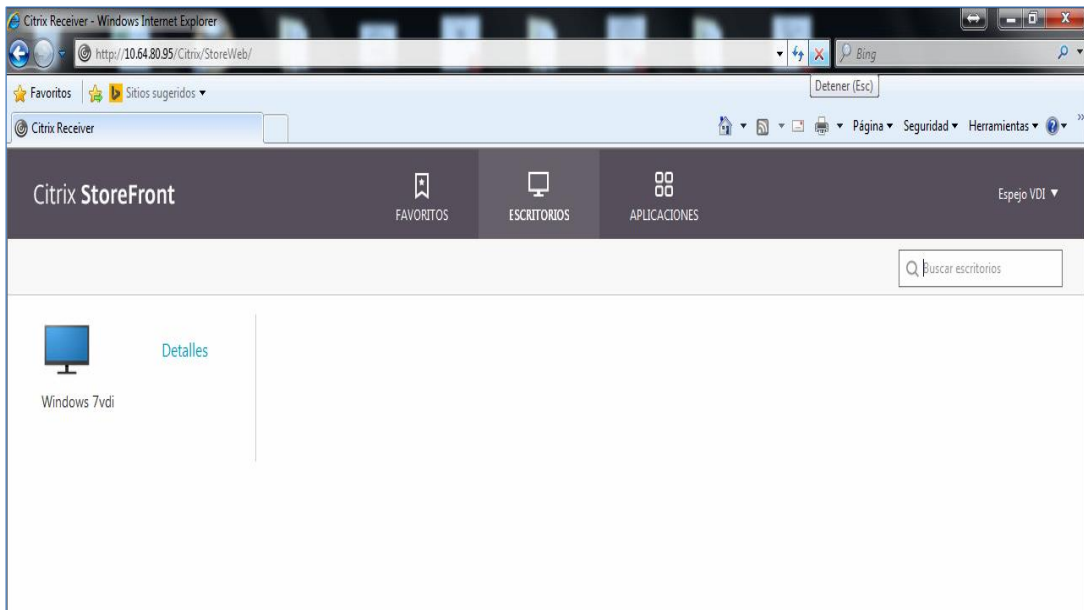 Citrix Receiver - Windows Internet Explorer
http://10.64.80.95/Citrix/StoreWeb/
Bing
Favoritos
Sitios sugeridos
Detener (Esc)
Citrix Receiver
Página
Seguridad
Herramientas
Citrix StoreFront
FAVORITOS
ESCRITORIOS
APLICACIONES
Espejo VDI
Buscar escritorios
Detalles
Windows 7vdi